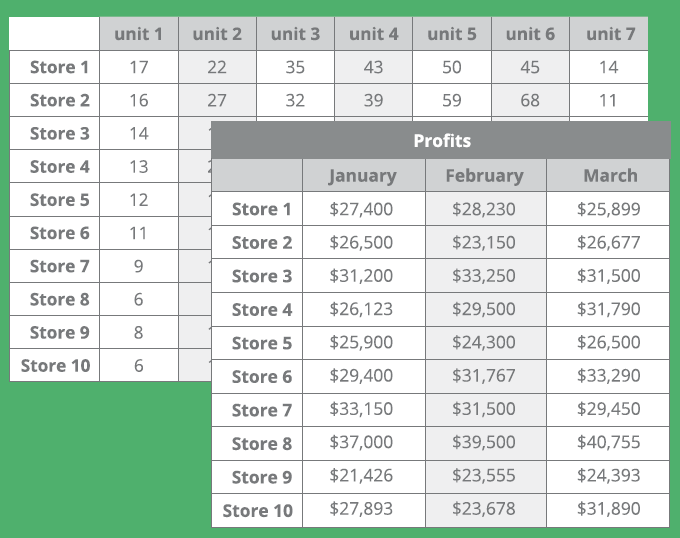 unit 1 unit 2 unit 3 unit 4 unit 5 unit 6 unit 7
Store 1 17 22 35 43 50 45 14
Store 2 16 27 32 39 59 68 11
Store 3 14
Store 4 13
Store 5 12
Store 6 11
Store 7 9
Store 8 6
Store 9 8
Store 10 6
Profits
January February March
Store 1 $27,400 $28,230 $25,899
Store 2 $26,500 $23,150 $26,677
Store 3 $31,200 $33,250 $31,500
Store 4 $26,123 $29,500 $31,790
Store 5 $25,900 $24,300 $26,500
Store 6 $29,400 $31,767 $33,290
Store 7 $33,150 $31,500 $29,450
Store 8 $37,000 $39,500 $40,755
Store 9 $21,426 $23,555 $24,393
Store 10 $27,893 $23,678 $31,890